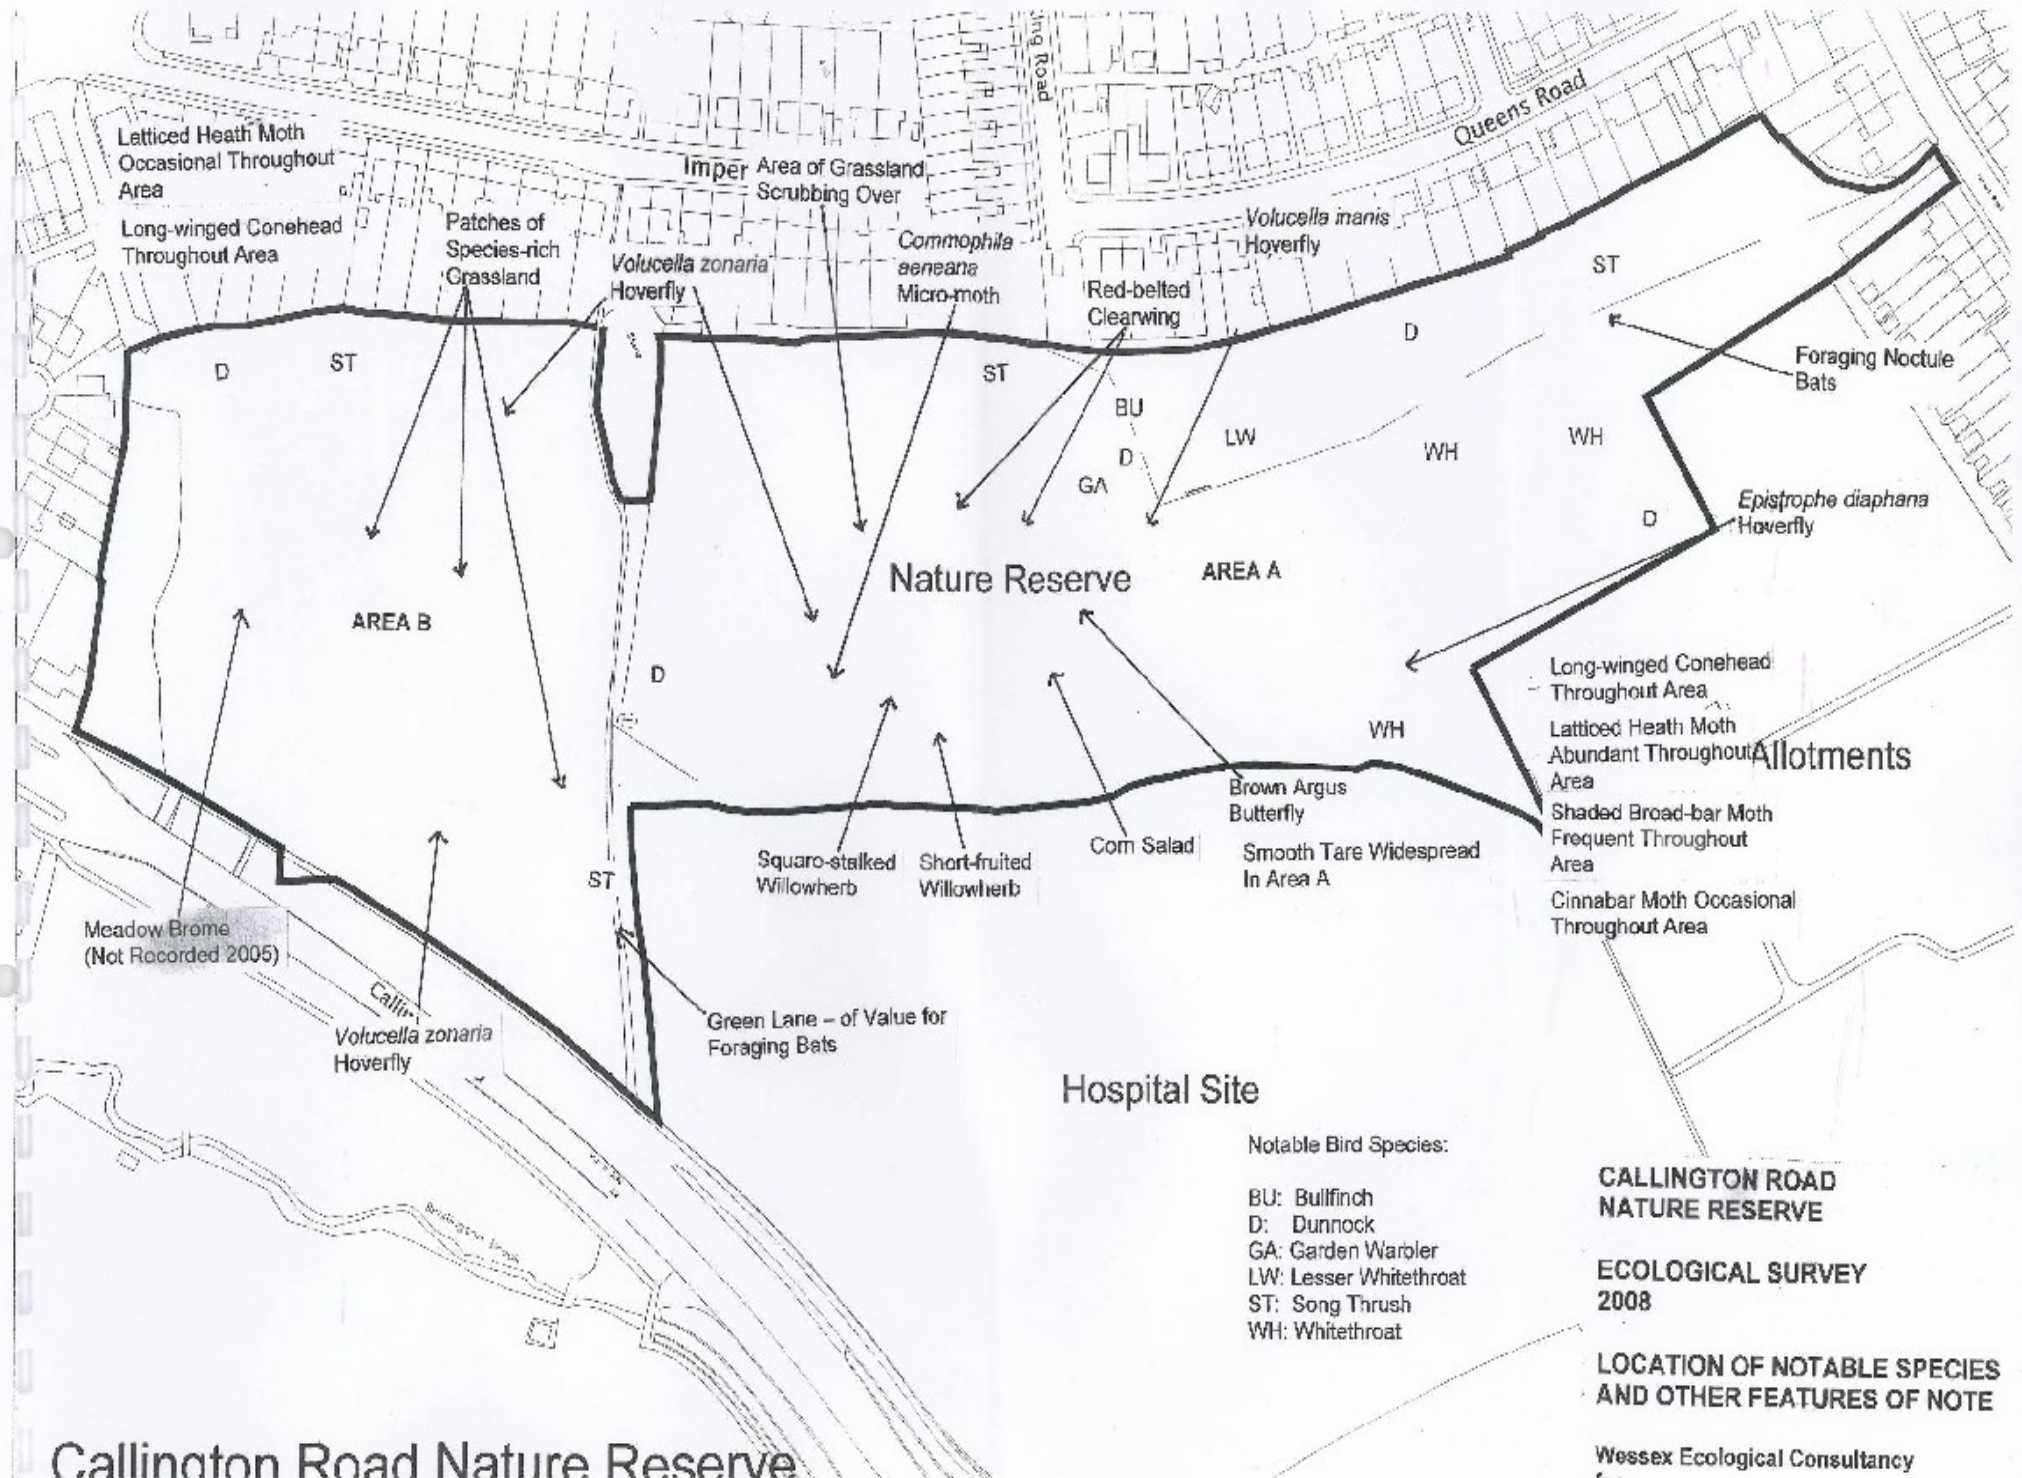 ing Road
Queens Road
Latticed Heath Moth
Occasional Throughout
Area
Long-winged Conehead
Throughout Area
Patches of
Species-rich
Grassland
Imper
Area of Grassland
Scrubbing Over
Volucella zonaria
Hoverfly
Commophila
aeneana
Micro-moth
Red-belted
Clearwing
Volucella inanis
Hoverfly
ST
D
ST
D
ST
BU
LW
D
GA
WH
WH
D
Foraging Noctule
Bats
Epistrophe diaphana
Hoverfly
Nature Reserve
AREA A
AREA B
D
WH
ST
Long-winged Conehead
Throughout Area
Latticed Heath Moth
Abundant Throughout
Area
Allotments
Shaded Broad-bar Moth
Frequent Throughout
Area
Cinnabar Moth Occasional
Throughout Area
Brown Argus
Butterfly
Smooth Tare Widespread
In Area A
Corn Salad
Square-stalked
Willowherb
Short-fruited
Willowherb
Meadow Brome
(Not Recorded 2005)
Callin
Volucella zonaria
Hoverfly
Green Lane – of Value for
Foraging Bats
Hospital Site
Notable Bird Species:
BU: Bullfinch
D: Dunnock
GA: Garden Warbler
LW: Lesser Whitethroat
ST: Song Thrush
WH: Whitethroat
CALLINGTON ROAD
NATURE RESERVE
ECOLOGICAL SURVEY
2008
LOCATION OF NOTABLE SPECIES
AND OTHER FEATURES OF NOTE
Wessex Ecological Consultancy
Callington Road Nature Reserve